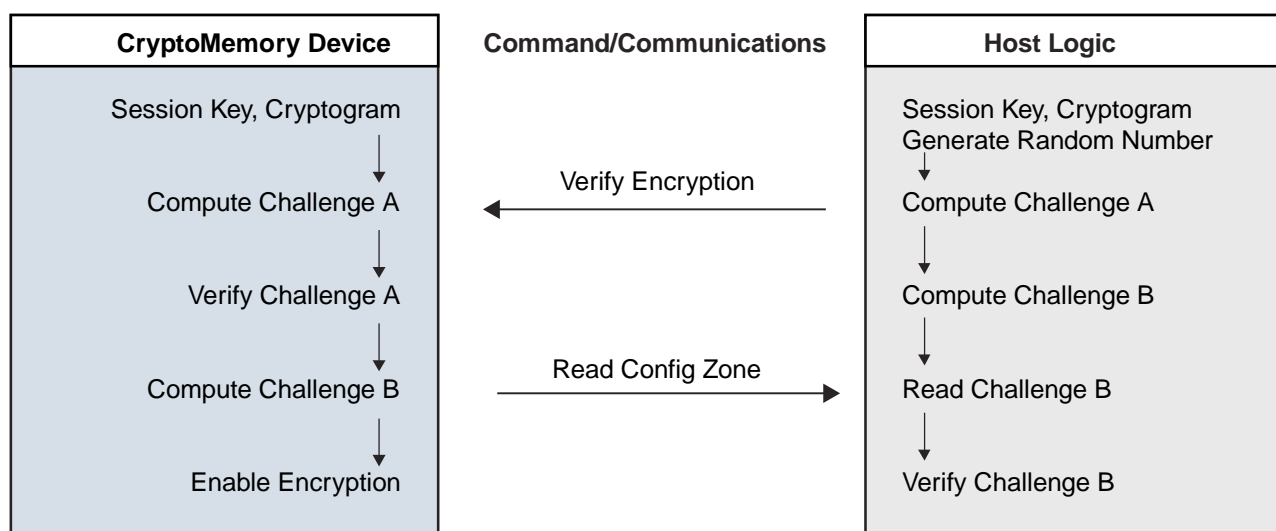 CryptoMemory Device
Command/Communications
Host Logic
Session Key, Cryptogram
Compute Challenge A
Verify Challenge A
Compute Challenge B
Enable Encryption
Verify Encryption
Read Config Zone
Session Key, Cryptogram
Generate Random Number
Compute Challenge A
Compute Challenge B
Read Challenge B
Verify Challenge B